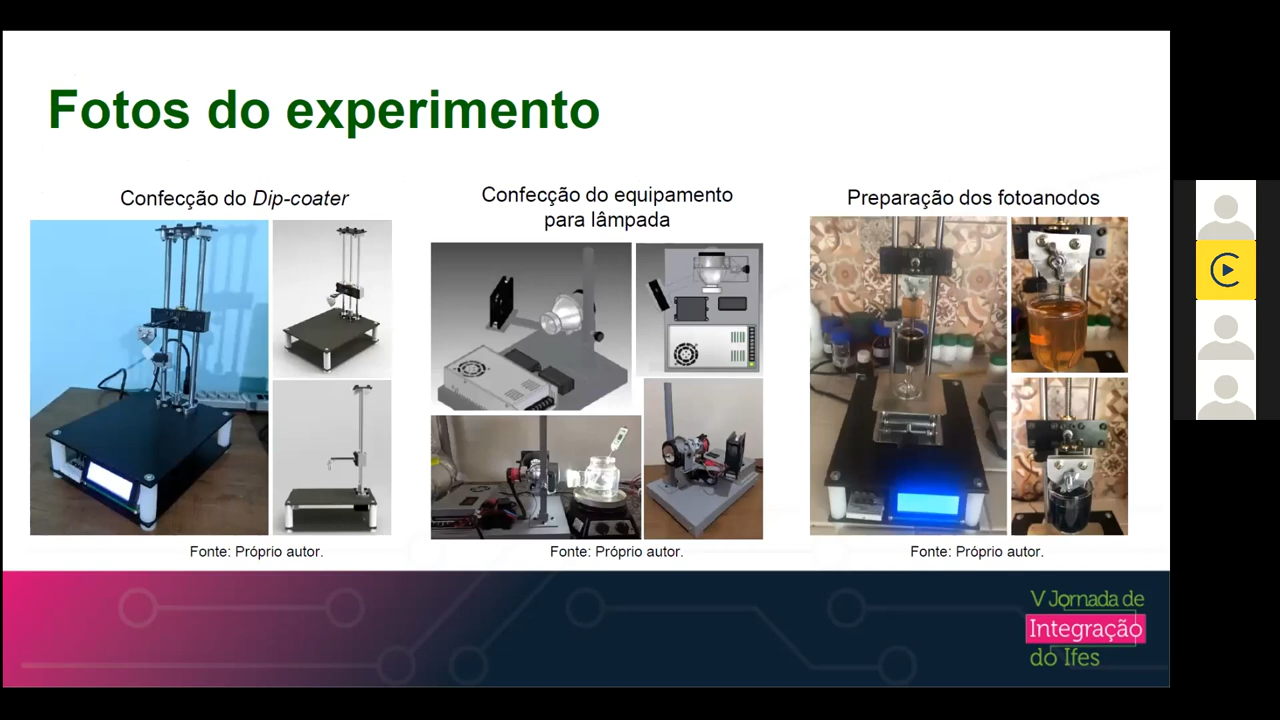 Fotos do experimento
Confecção do Dip-coater
Confecção do equipamento
para lâmpada
Preparação dos fotoanodos
Fonte: Próprio autor.
Fonte: Próprio autor.
Fonte: Próprio autor.
V Jornada de
Integração
do Ifes